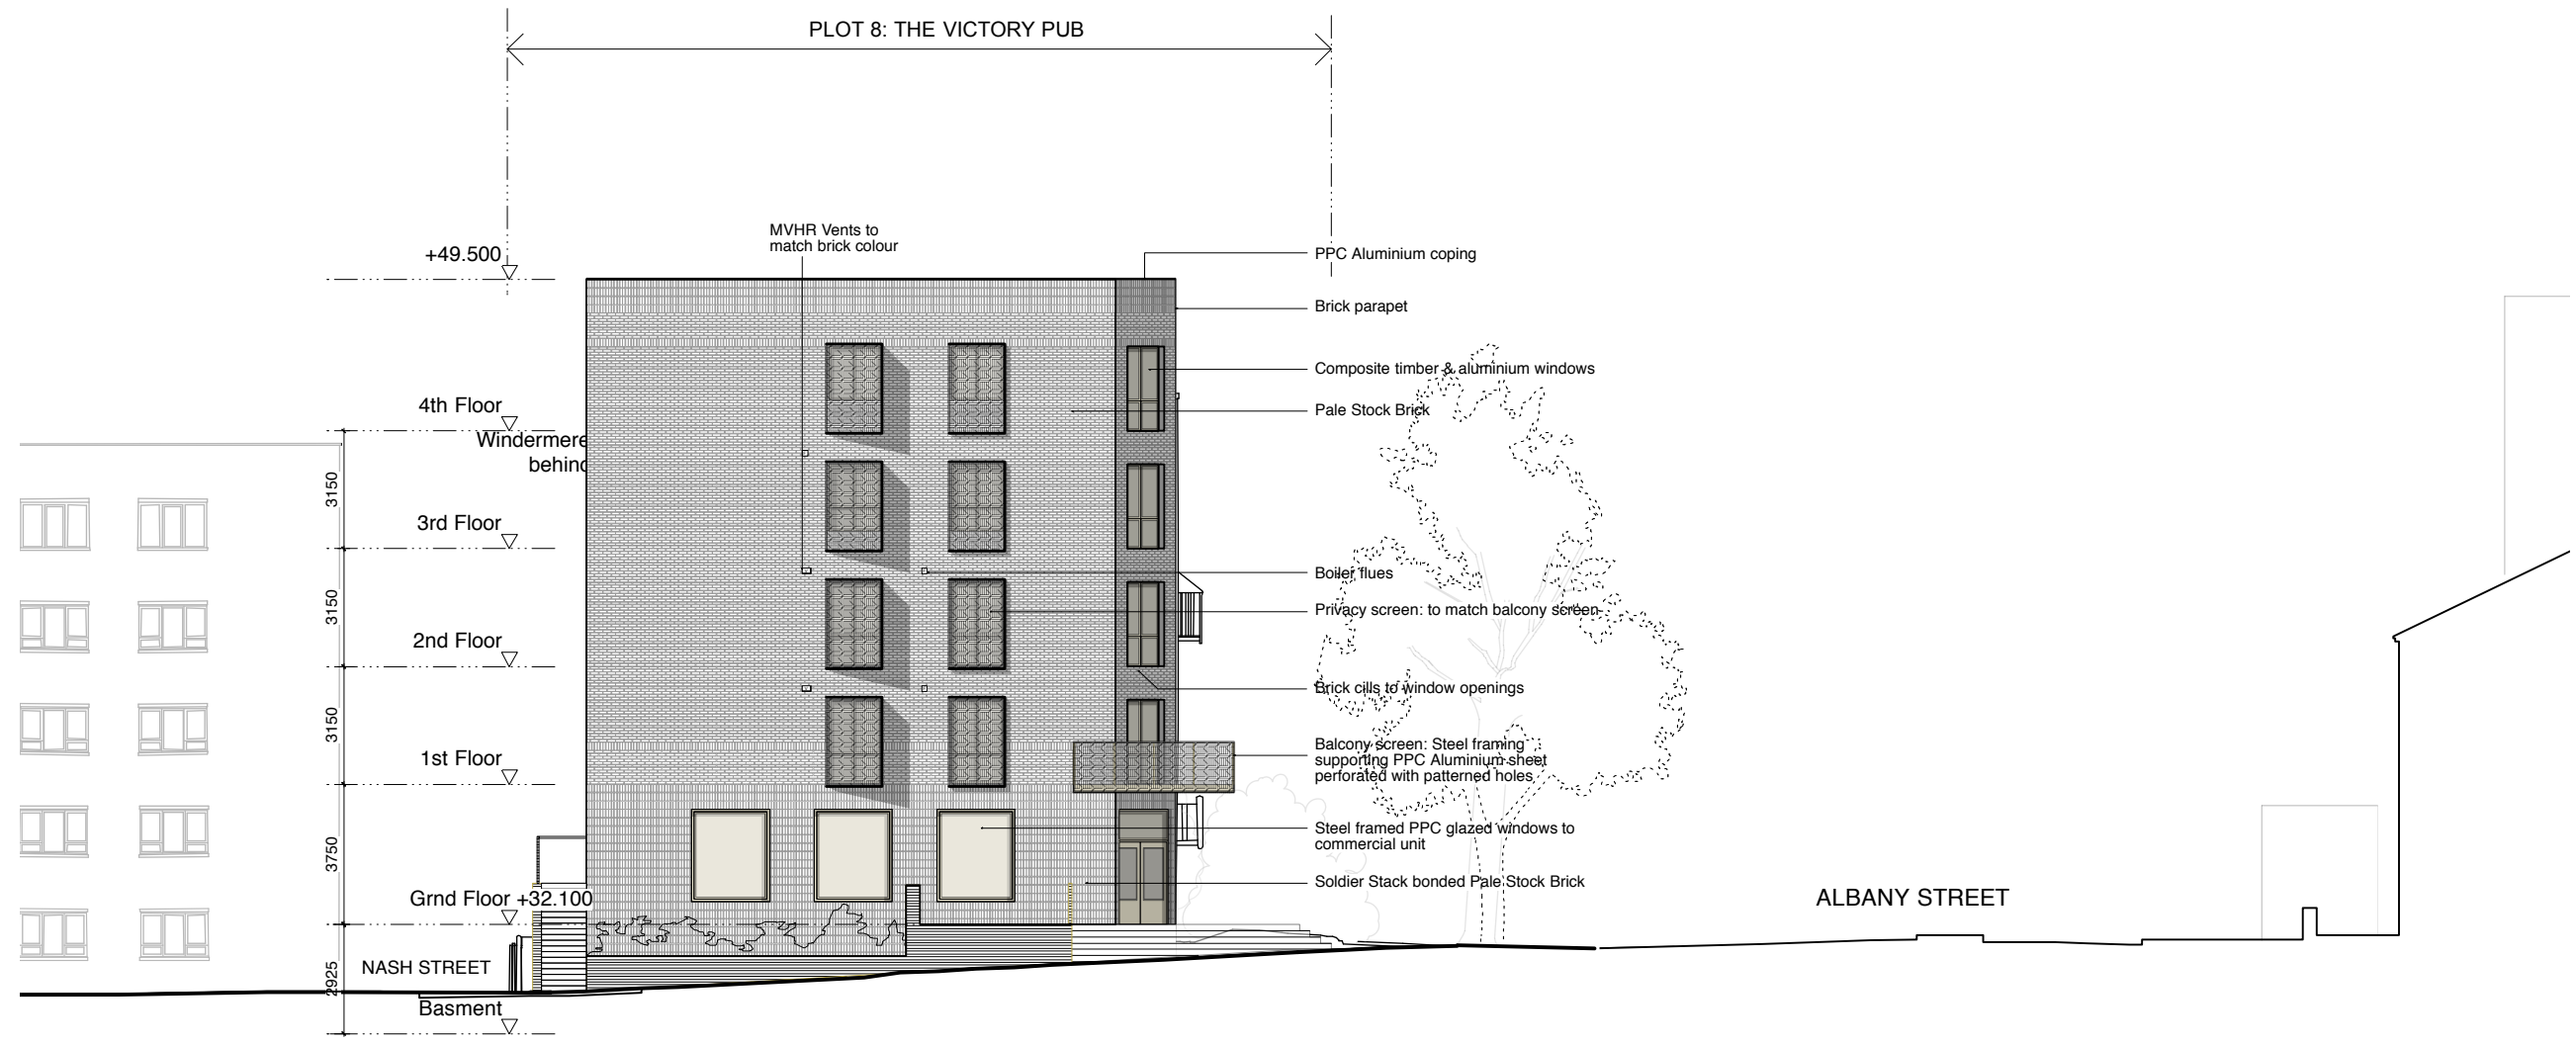 PLOT 8: THE VICTORY PUB
MVHR Vents to
match brick colour
+49.500
PPC Aluminium coping
Brick parapet
Composite timber & aluminium windows
4th Floor
Pale Stock Brick
Windermere
behind
3150
3rd Floor
Boiler flues
3150
Privacy screen: to match balcony screen
2nd Floor
Brick cills to window openings
3150
1st Floor
Balcony screen: Steel framing
supporting PPC Aluminium sheet
perforated with patterned holes
3750
Steel framed PPC glazed windows to
commercial unit
Soldier Stack bonded Pale Stock Brick
Grnd Floor +32.100
ALBANY STREET
NASH STREET
2925
Basment